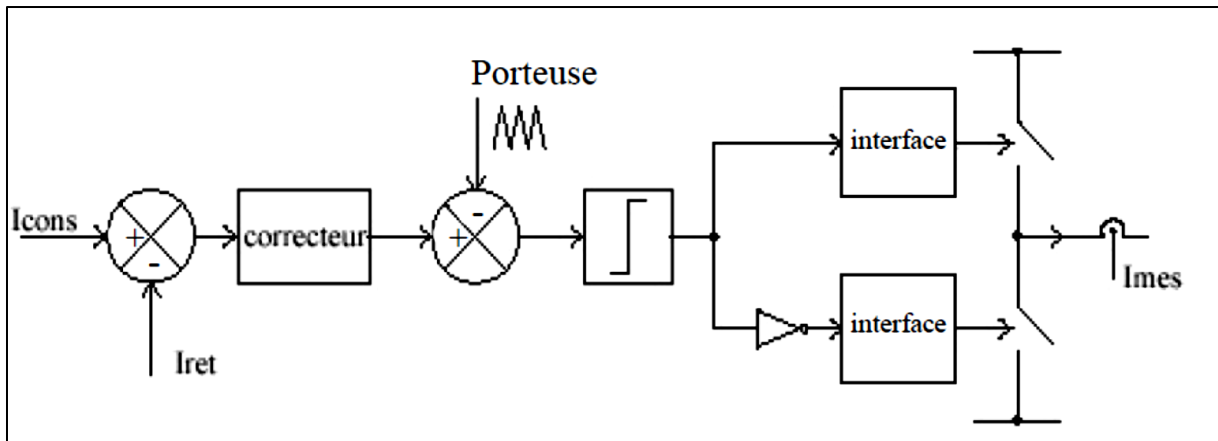 Porteuse
interface
Icons
+
-
correcteur
-
+
Imes
interface
Iret